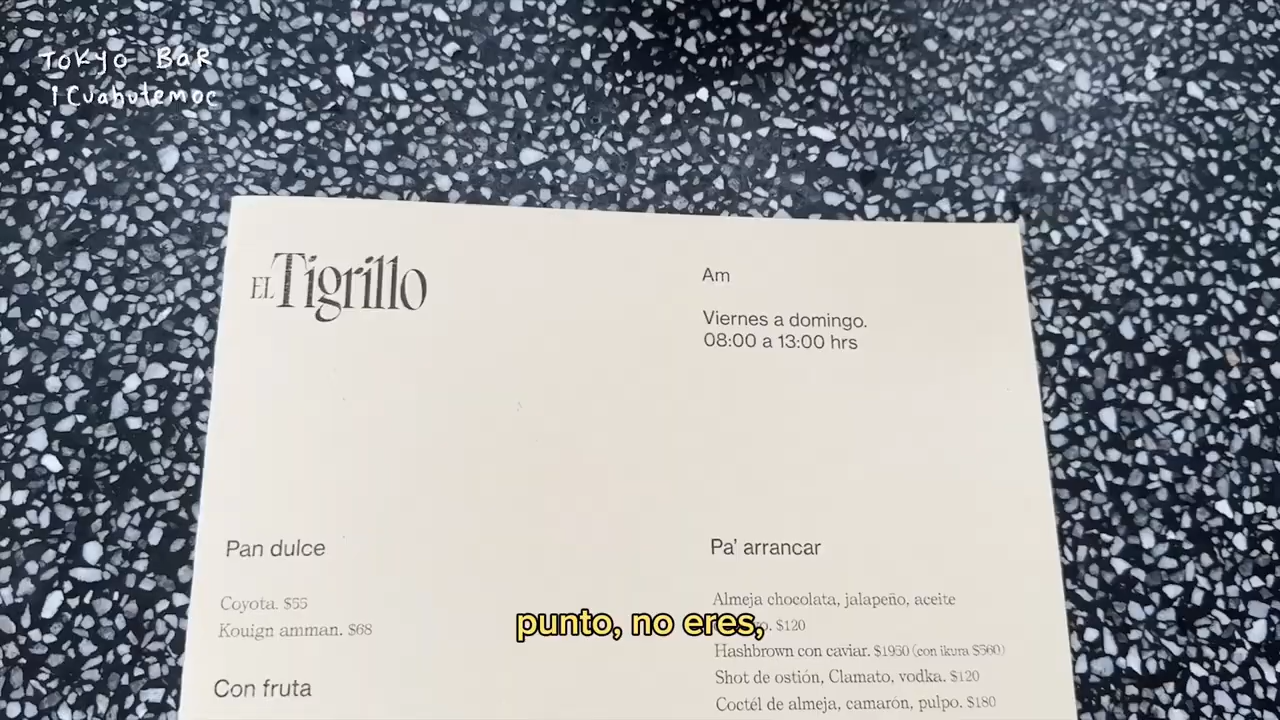 TOKYO BAR
¡Cuahutemoc
EL Tigrillo
Am
Viernes a domingo.
08:00 a 13:00 hrs
Pan dulce
Coyota. $55
Kouign amman. $68
Con fruta
Pa' arrancar
Almeja chocolata, jalapeño, aceite
$120
Hashbrown con caviar. $1950 (con ikura $560)
Shot de ostión, Clamato, vodka. $120
Coctél de almeja, camarón, pulpo. $180
punto, no eres,